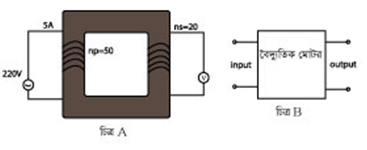 5A
ns=20
np=50
220V
v
চিত্র A
বৈদ্যুতিক মোটর
input
output
চিত্র B